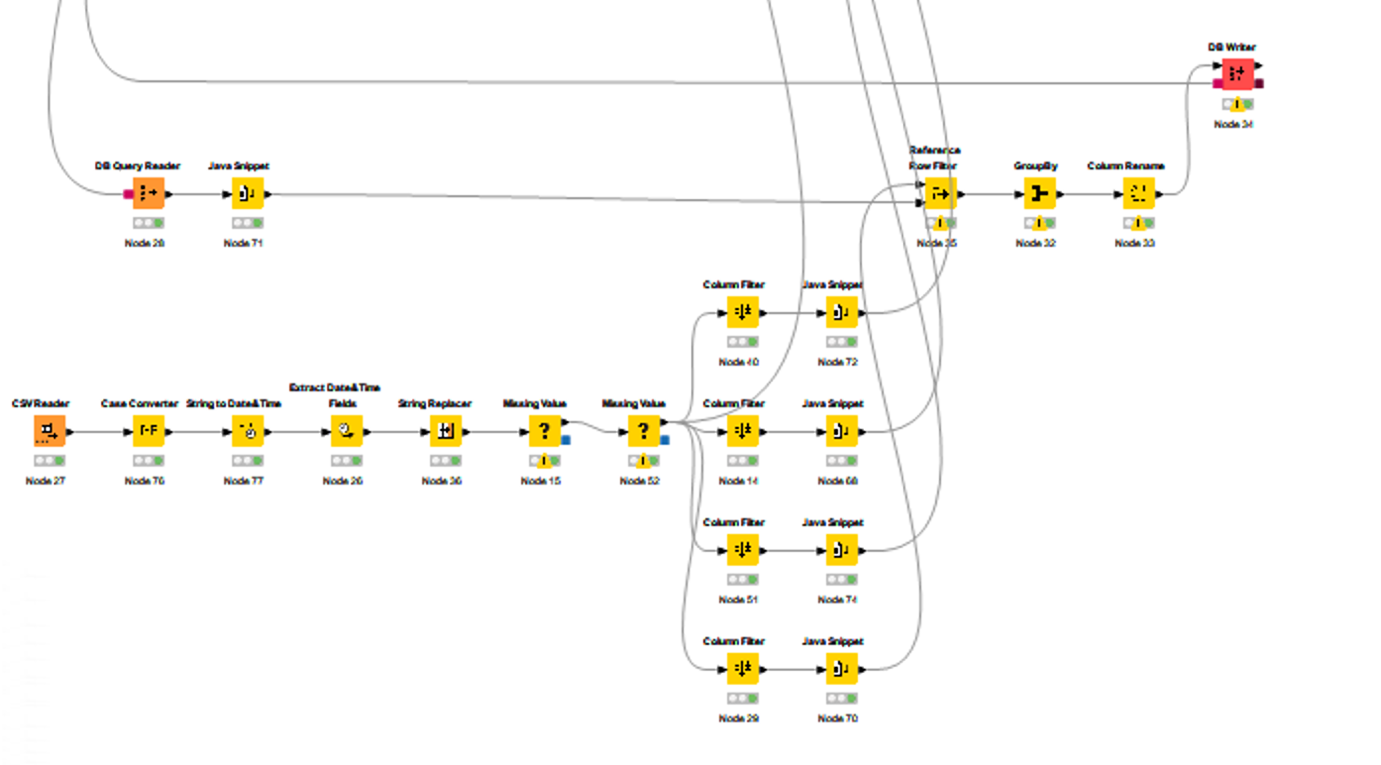 DB Writer
Node 34
DB Query Reader
Java Snippet
Reference
Row Filter
GroupBy
Column Rename
Node 28
Node 71
Node 35
Node 32
Node 33
Column Filter
Java Snippet
Node 40
Node 72
CSV Reader
Case Converter
String to Date&Time
Extract Date&Time
Fields
String Replacer
Missing Value
Missing Value
Column Filter
Java Snippet
Node 27
Node 76
Node 77
Node 26
Node 36
Node 15
Node 52
Node 14
Node 68
Column Filter
Java Snippet
Node 51
Node 74
Column Filter
Java Snippet
Node 29
Node 70